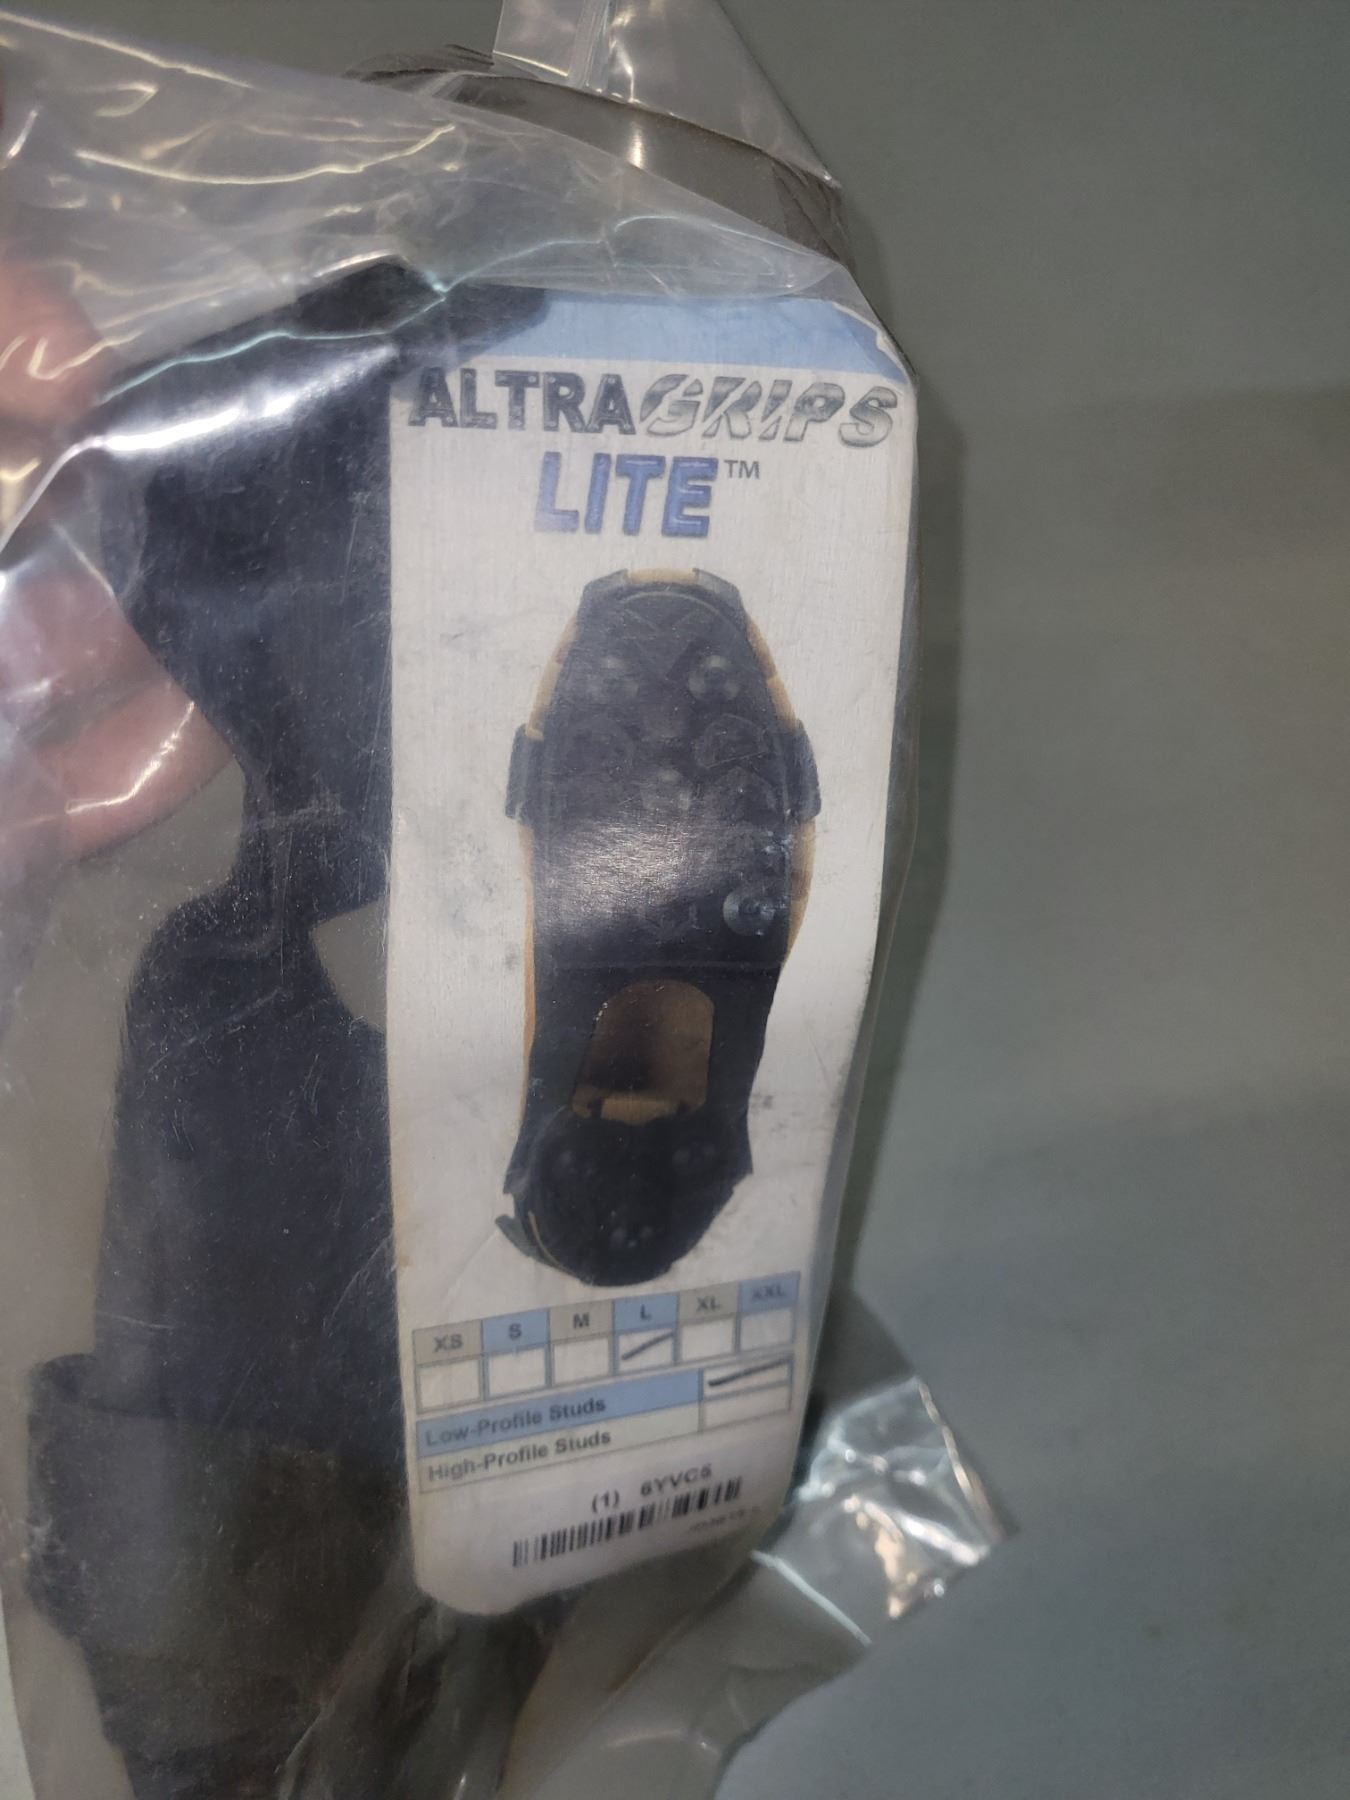 ALTRAGRIPS
LITE™
XS S M L XL XXL
Low-Profile Studs
High-Profile Studs
(1) 6YVC5